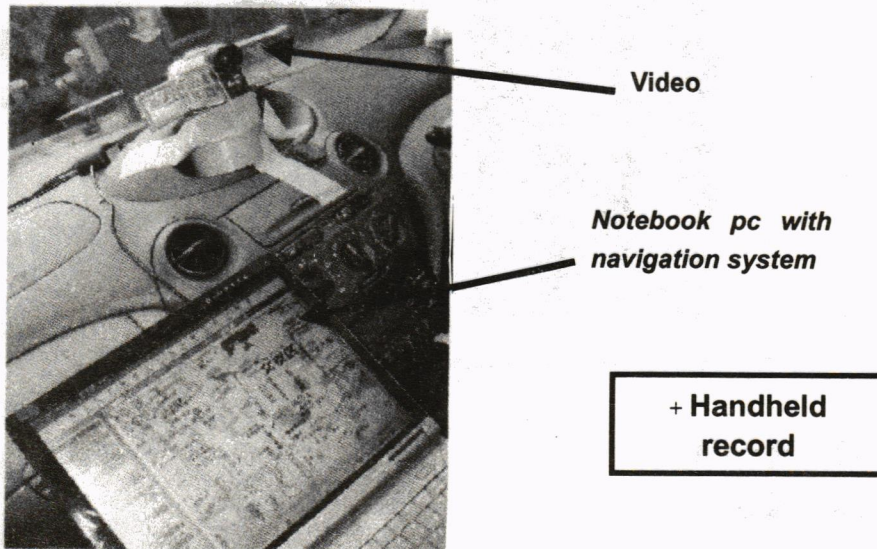 Video
Notebook pc with
navigation system
+ Handheld
record